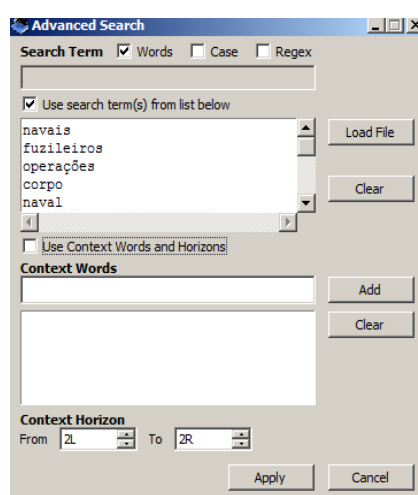 Advanced Search
Search Term Words Case Regex
Use search term(s) from list below
navais
fuzileiros
operações
corpo
naval
Load File
Clear
Use Context Words and Horizons
Context Words
Add
Clear
Context Horizon
From 2L To 2R
Apply Cancel